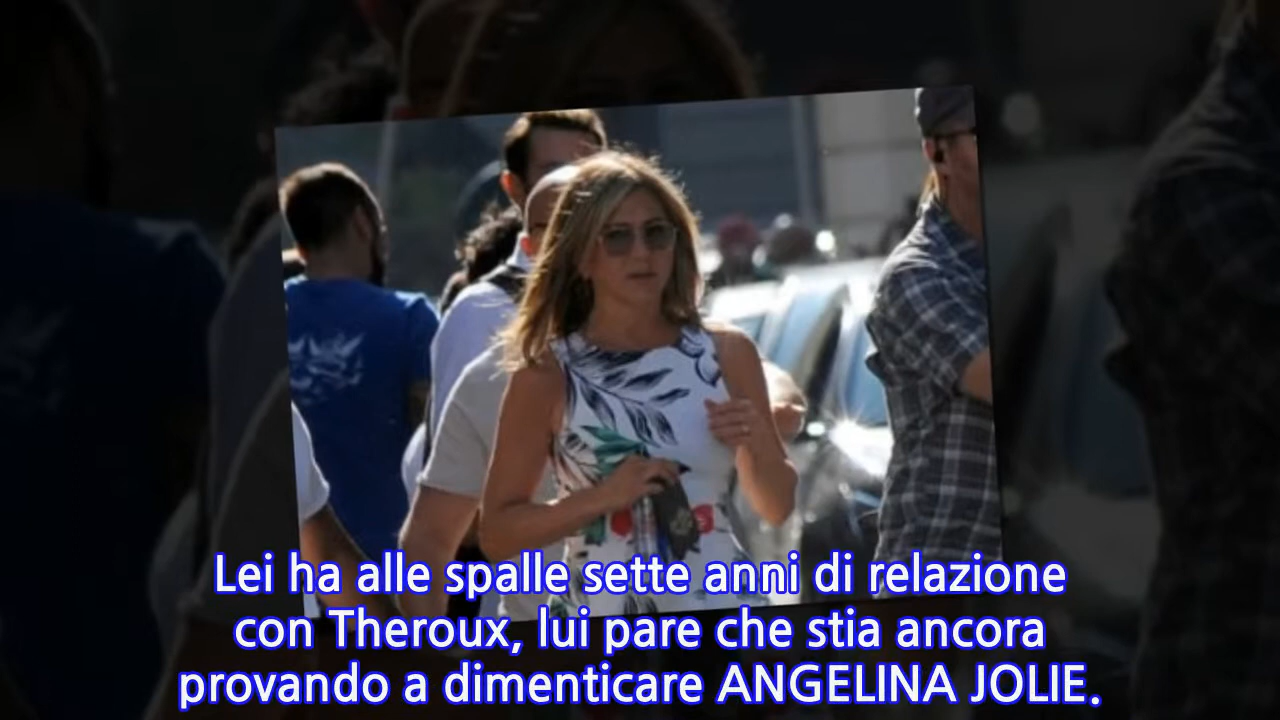 Lei ha alle spalle sette anni di relazione
con Theroux, lui pare che stia ancora
provando a dimenticare ANGELINA JOLIE.